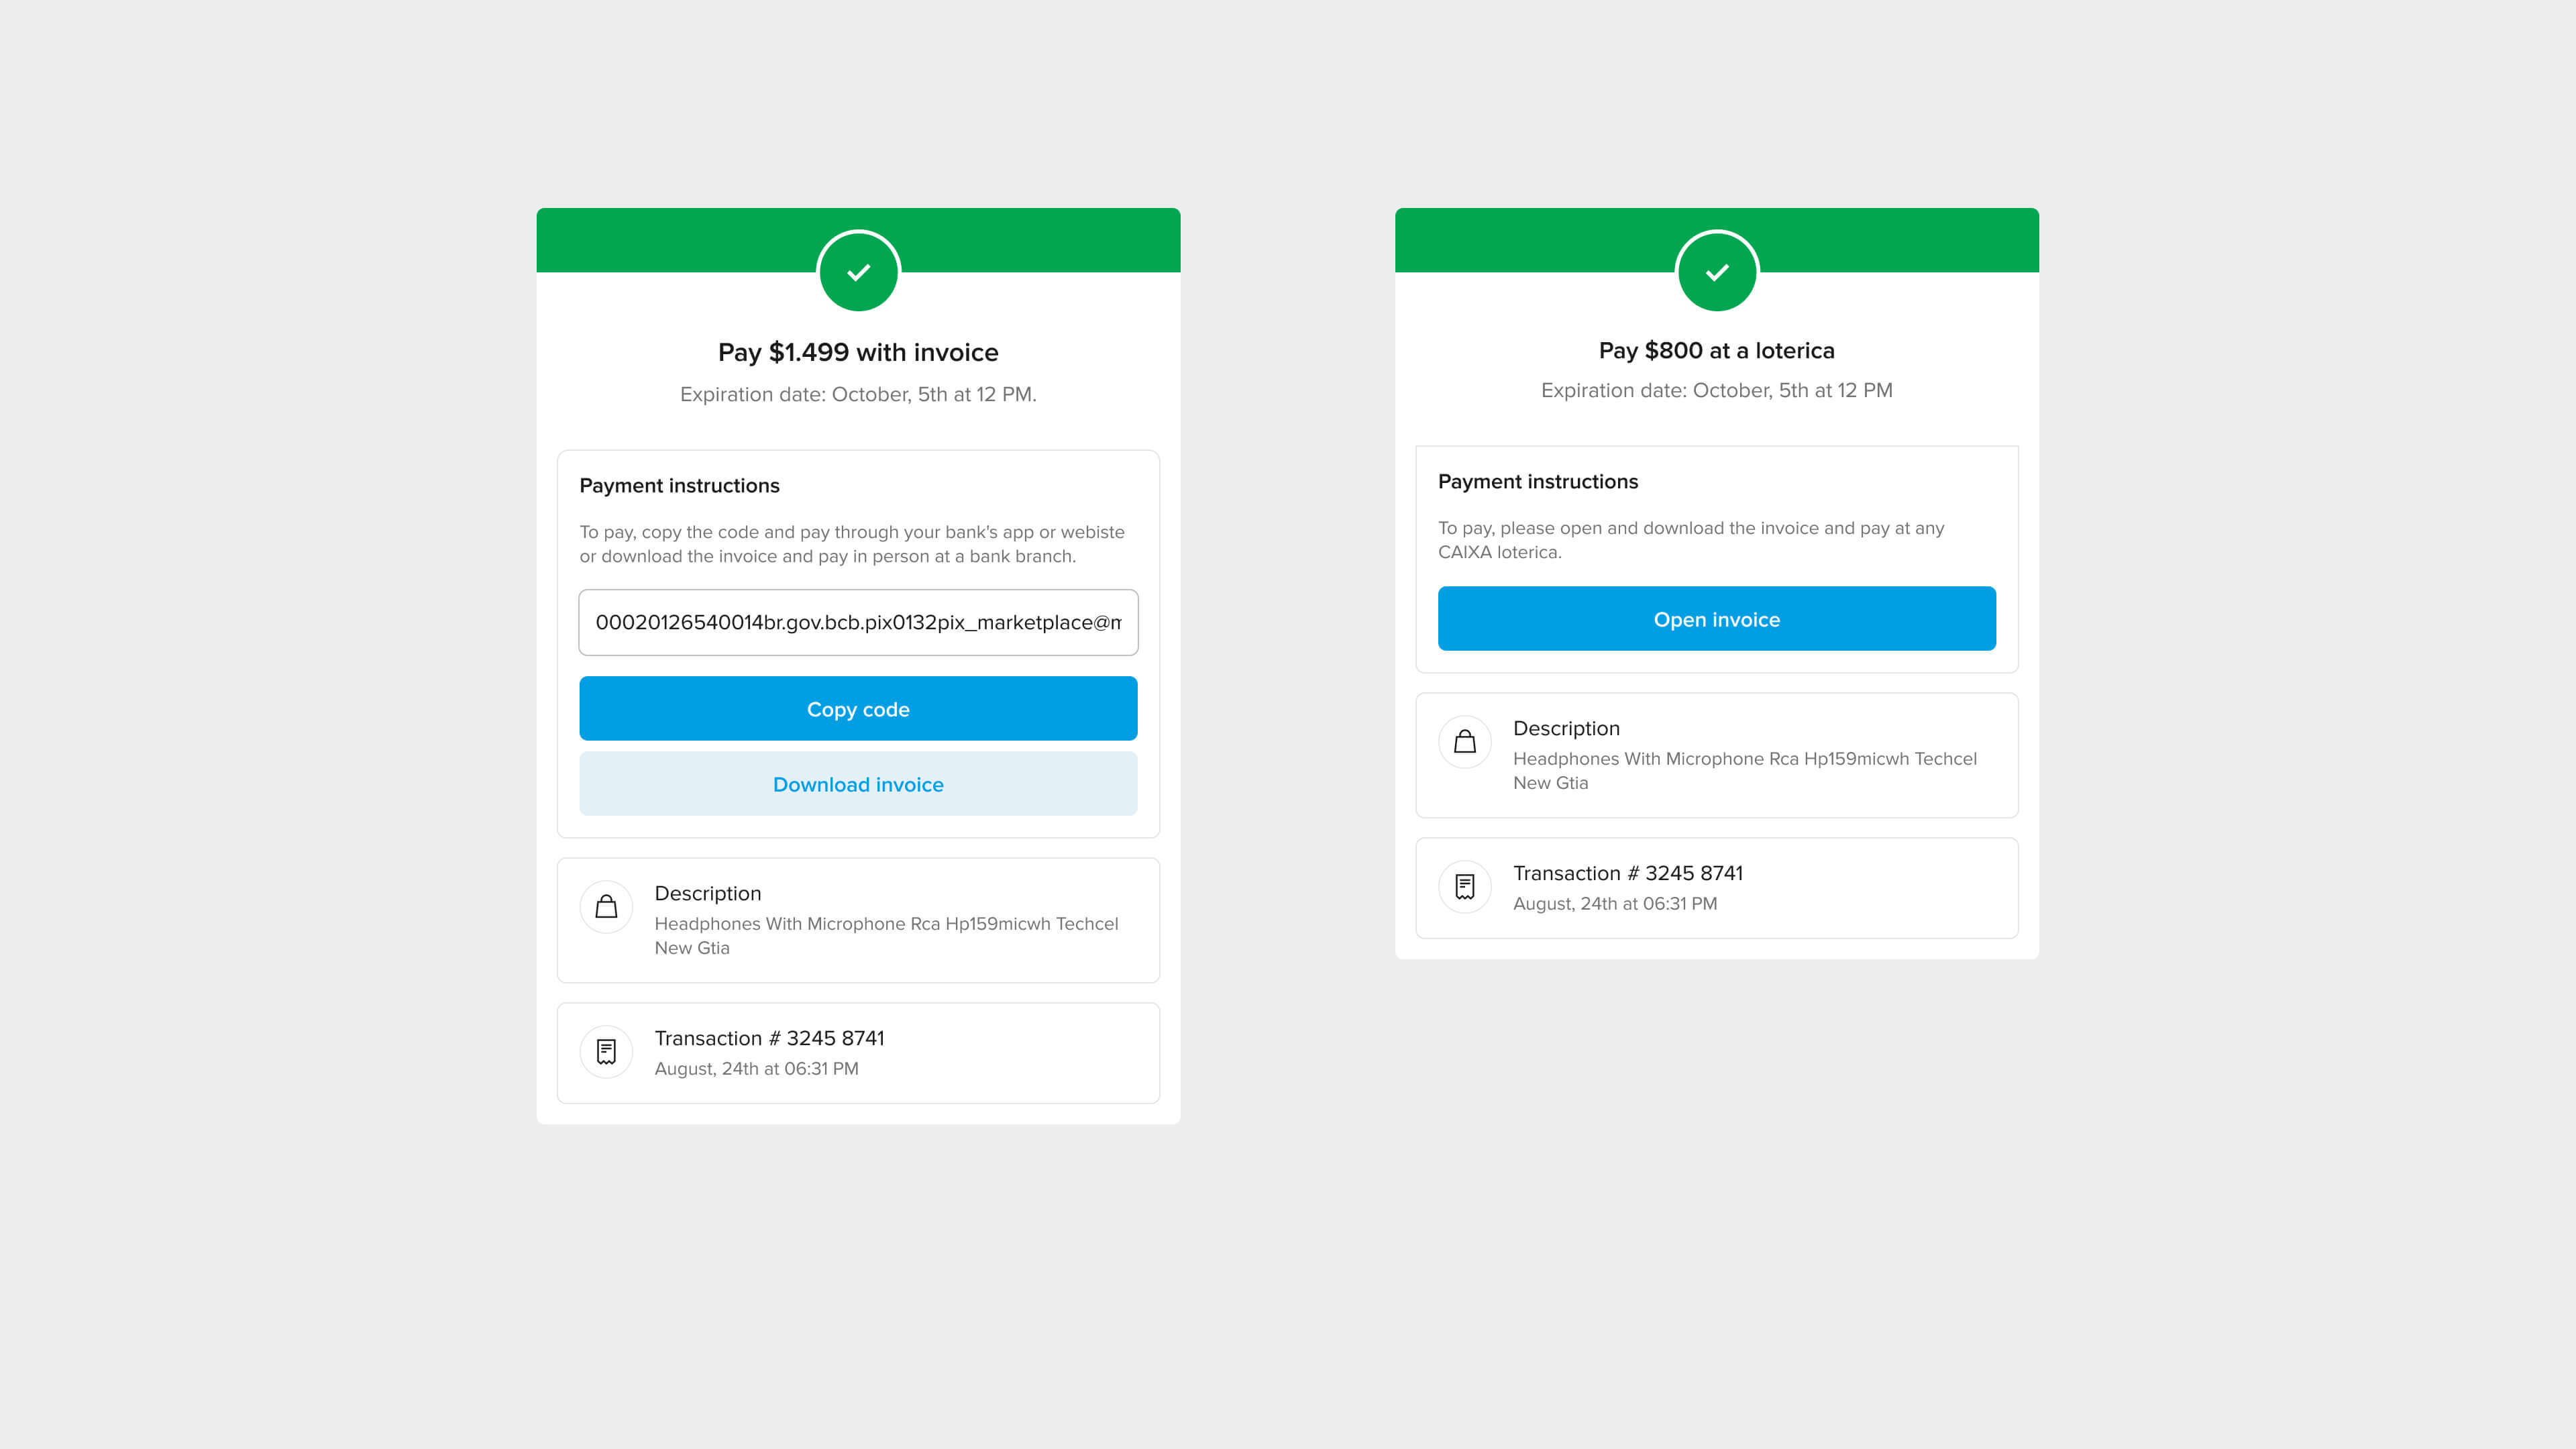 Pay $1.499 with invoice
Expiration date: October, 5th at 12 PM.
Payment instructions
To pay, copy the code and pay through your bank's app or webiste
or download the invoice and pay in person at a bank branch.
00020126540014br.gov.bcb.pix0132pix_marketplace@m
Copy code
Download invoice
Description
Headphones With Microphone Rca Hp159micwh Techcel
New Gtia
Transaction # 3245 8741
August, 24th at 06:31 PM
Pay $800 at a loterica
Expiration date: October, 5th at 12 PM
Payment instructions
To pay, please open and download the invoice and pay at any
CAIXA loterica.
Open invoice
Description
Headphones With Microphone Rca Hp159micwh Techcel
New Gtia
Transaction # 3245 8741
August, 24th at 06:31 PM